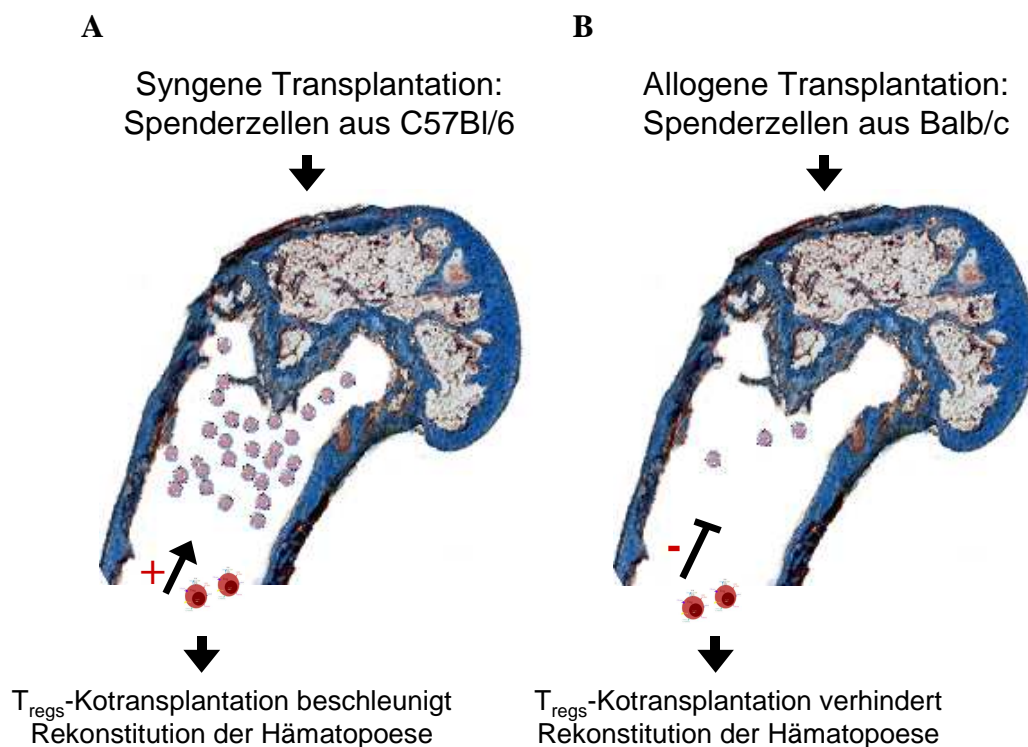 A
Syngene Transplantation:
Spenderzellen aus C57Bl/6
+
Tregs-Kotransplantation beschleunigt
Rekonstitution der Hämatopoese
B
Allogene Transplantation:
Spenderzellen aus Balb/c
-
Tregs-Kotransplantation verhindert
Rekonstitution der Hämatopoese